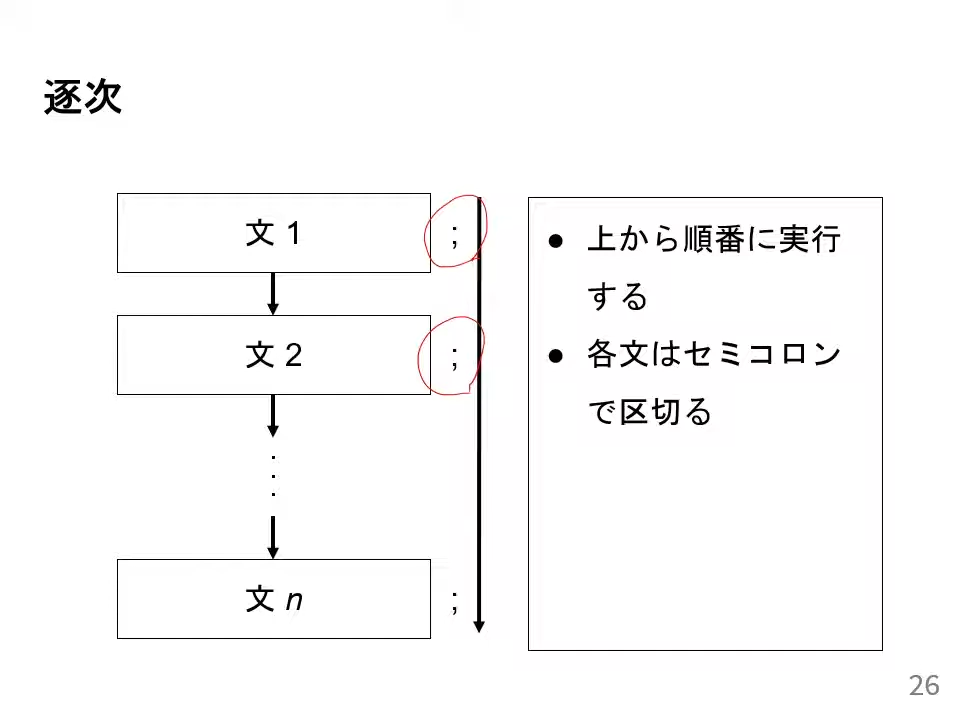 逐次
文 1
;
文 2
;
.
.
.
文 n
;
● 上から順番に実行
する
● 各文はセミコロン
で区切る
26